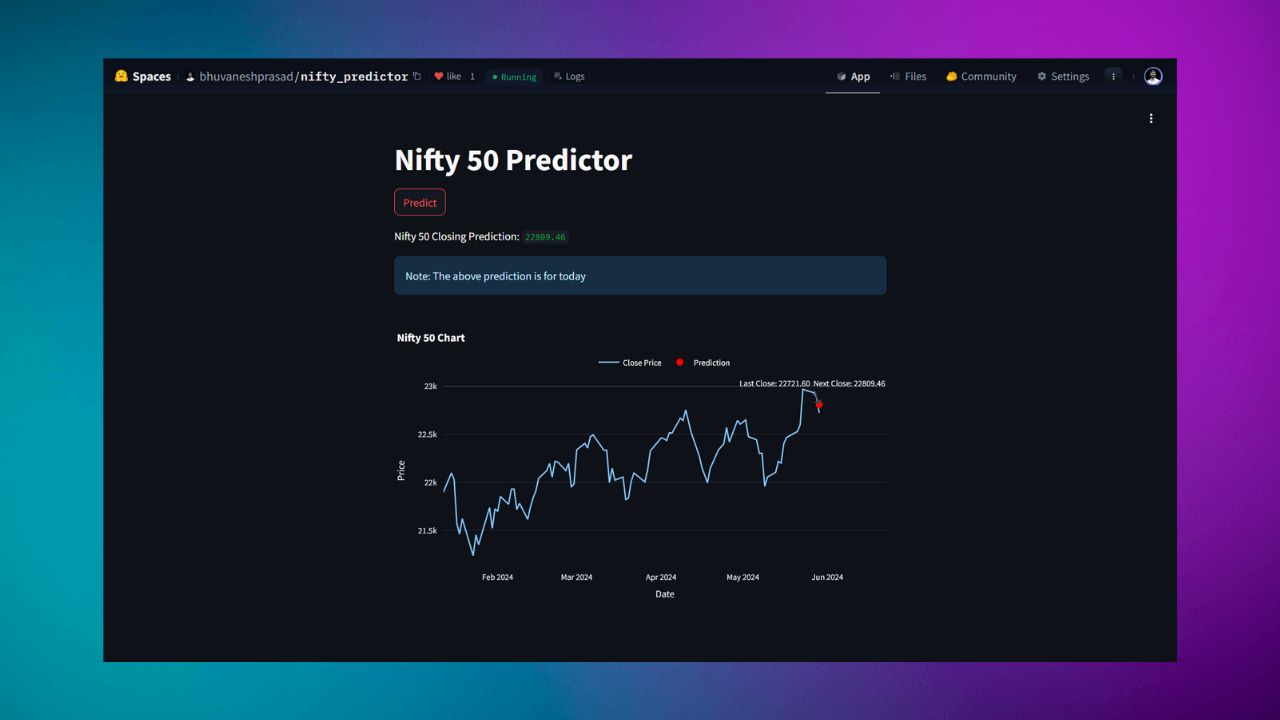 Spaces bhuvaneshprasad/nifty_predictor like 1 Running Logs App Files Community Settings
Nifty 50 Predictor
Predict
Nifty 50 Closing Prediction: 22809.46
Note: The above prediction is for today
Nifty 50 Chart
Close Price Prediction
Last Close: 22721.60 Next Close: 22809.46
23k
22.5k
22k
21.5k
Price
Feb 2024 Mar 2024 Apr 2024 May 2024 Jun 2024
Date